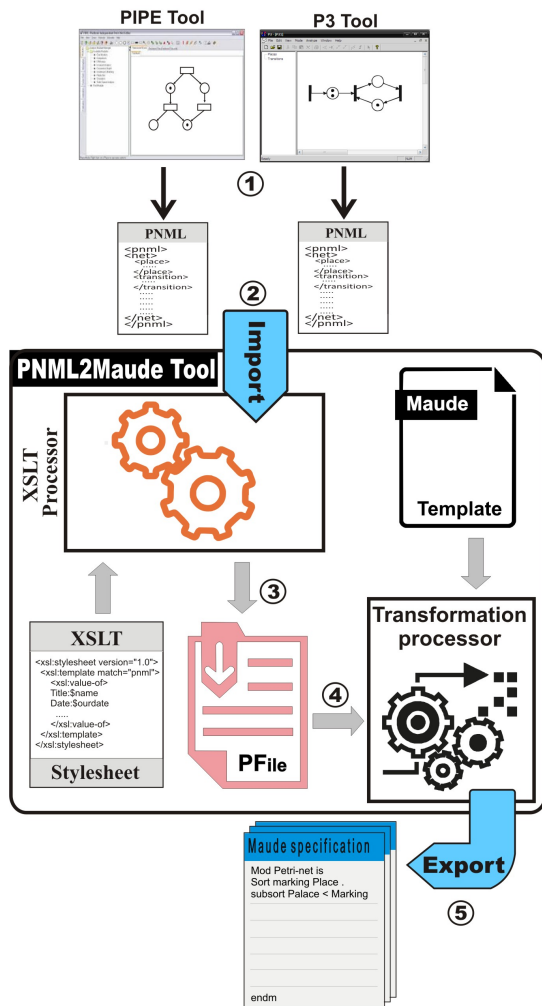 PIPE Tool
P3 Tool
①
PNML
<pnml>
<net>
<place>
.....
</place>
<transition>
.....
</transition>
.....
.....
.....
.....
</net>
</pnml>
PNML
<pnml>
<net>
<place>
.....
</place>
<transition>
.....
</transition>
.....
.....
.....
.....
</net>
</pnml>
②
Import
PNML2Maude Tool
XSLT
Processor
Maude
Template
③
XSLT
<xsl:stylesheet version="1.0">
<xsl:template match="pnml">
<xsl:value-of>
Title:$name
Date:$ourdate
.....
</xsl:value-of>
</xsl:template>
</xsl:stylesheet>
Stylesheet
PFile
④
Transformation
processor
Export
⑤
Maude specification
Mod Petri-net is
Sort marking Place .
subsort Palace < Marking
endm